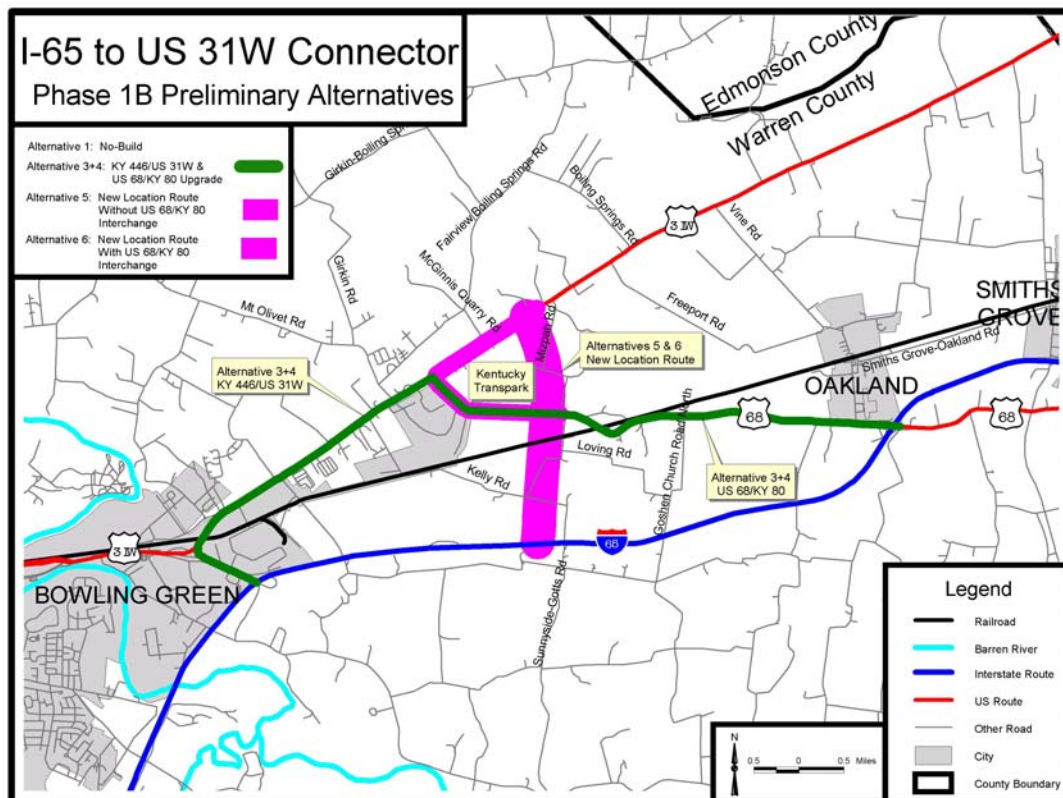 I-65 to US 31W Connector
Phase 1B Preliminary Alternatives
Alternative 1: No-Build
Alternative 3+4: KY 446/US 31W &
US 68/KY 80 Upgrade
Alternative 5: New Location Route
Without US 68/KY 80
Interchange
Alternative 6: New Location Route
With US 68/KY 80
Interchange
Edmonson County
Warren County
Girkin-Boiling Spri
Fairview Boiling Springs Rd
Boiling Springs Rd
31W
Vine Rd
McGinnis Quarry Rd
Girkin Rd
Mt Olivet Rd
Freeport Rd
Mizpah Rd
SMITHS
GROVE
Smiths Grove-Oakland Rd
Alternatives 5 & 6
New Location Route
Kentucky
Transpark
Alternative 3+4
KY 446/US 31W
OAKLAND
68
68
Loving Rd
Kelly Rd
Goshen Church Road North
Alternative 3+4
US 68/KY 80
65
31W
BOWLING GREEN
Sunnyside-Gotts Rd
Legend
Railroad
Barren River
Interstate Route
US Route
Other Road
City
County Boundary
N
0.5 0 0.5 Miles